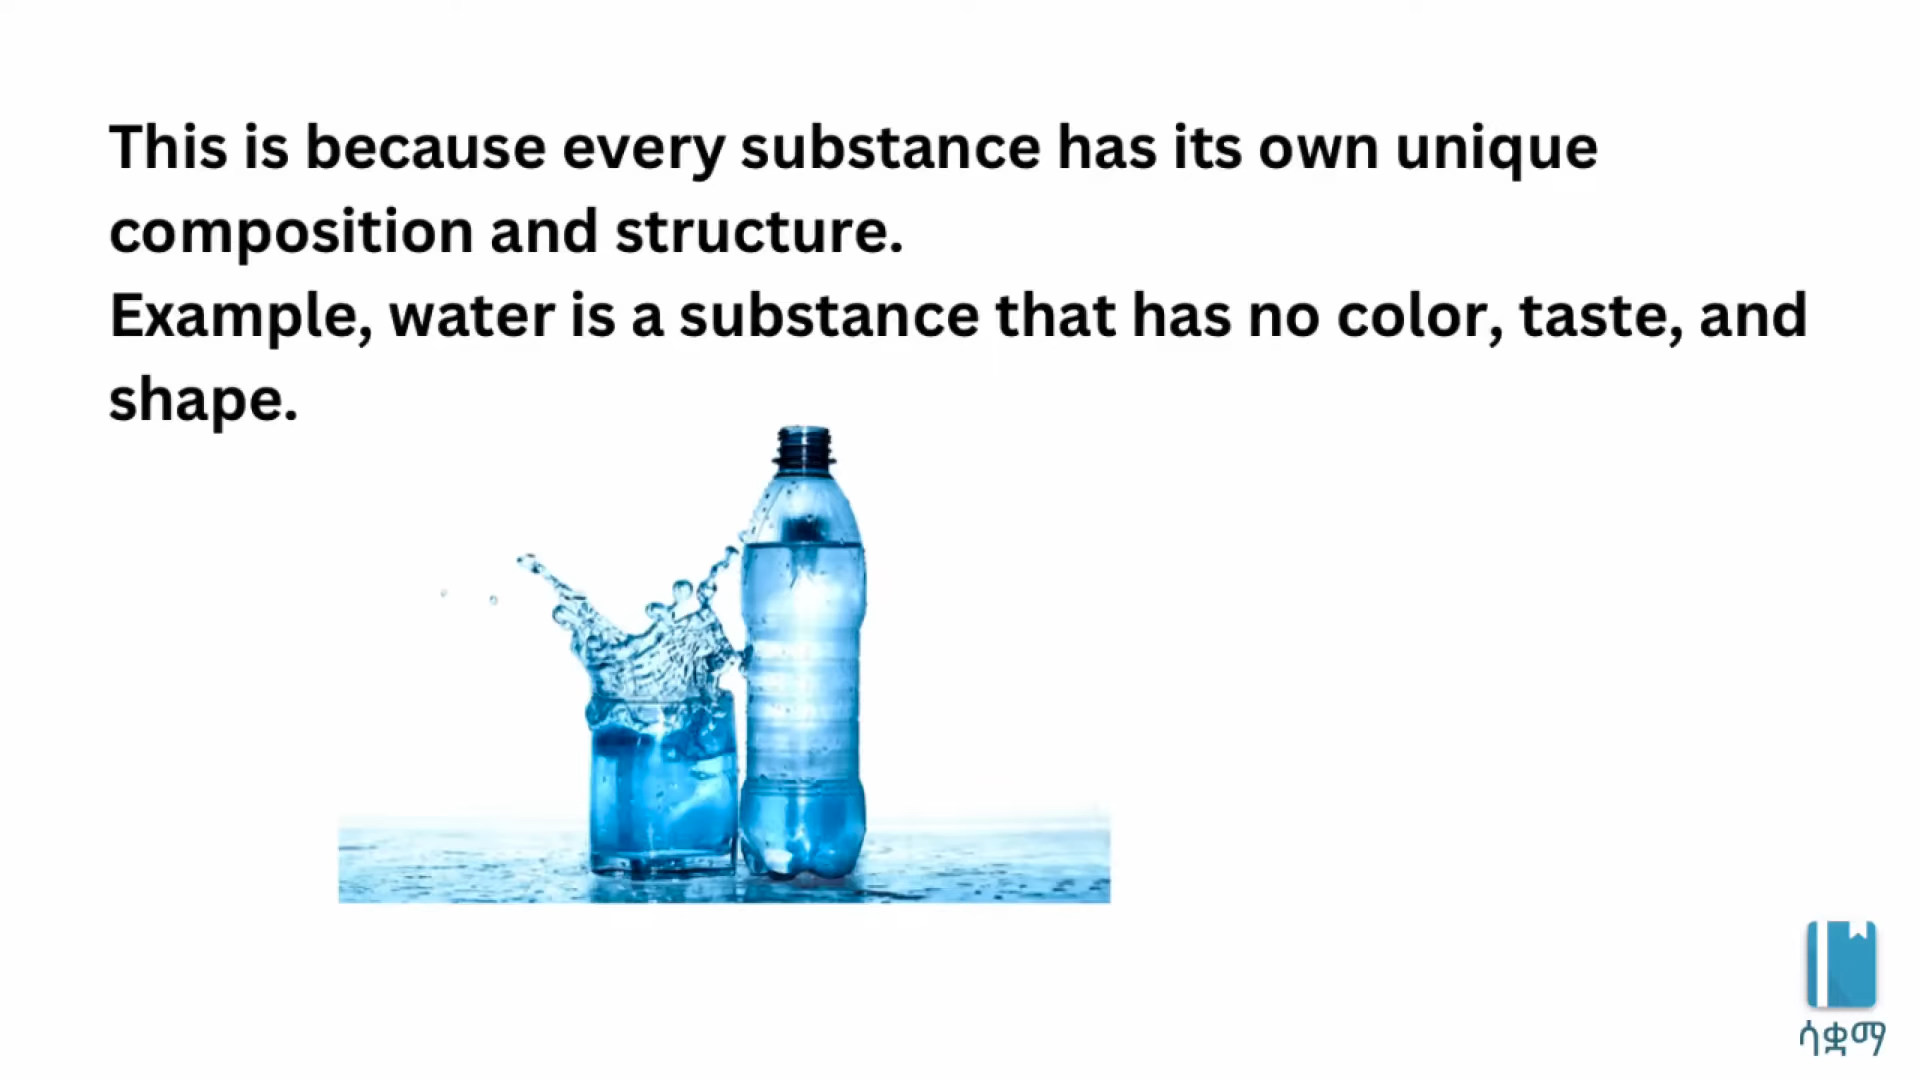 This is because every substance has its own unique
composition and structure.
Example, water is a substance that has no color, taste, and
shape.
ሳቋማ